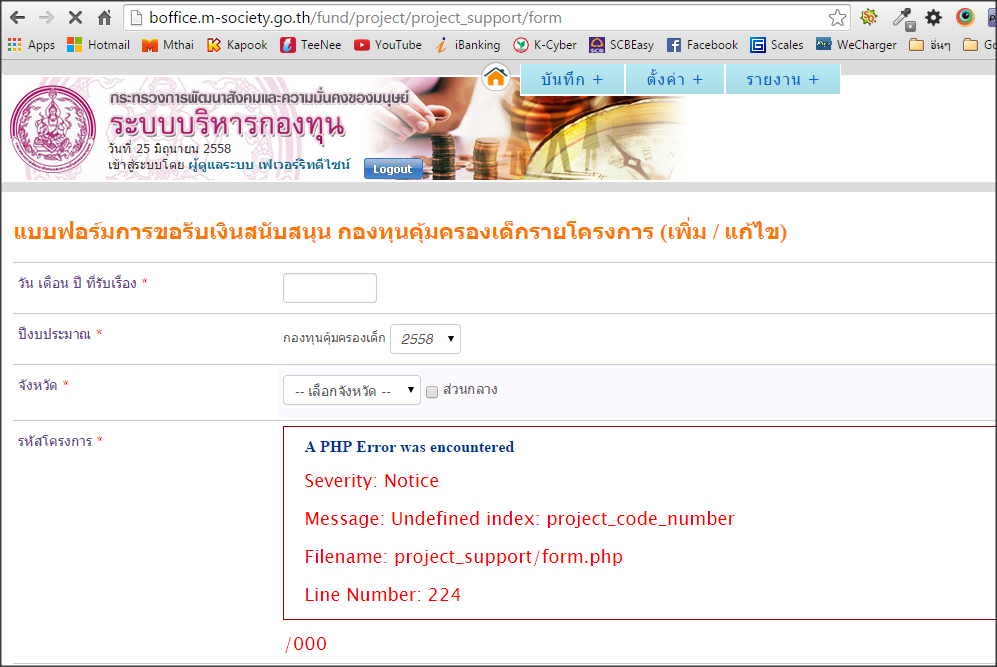 boffice.m-society.go.th/fund/project/project_support/form
Apps Hotmail Mthai Kapook TeeNee YouTube iBanking K-Cyber SCBEasy Facebook Scales WeCharger อื่นๆ
บันทึก + ตั้งค่า + รายงาน +
กระทรวงการพัฒนาสังคมและความมั่นคงของมนุษย์
ระบบบริหารกองทุน
วันที่ 25 มิถุนายน 2558
เข้าสู่ระบบโดย ผู้ดูแลระบบ เฟเวอร์ริทดีไซน์ Logout
แบบฟอร์มการขอรับเงินสนับสนุน กองทุนคุ้มครองเด็กรายโครงการ (เพิ่ม / แก้ไข)
วัน เดือน ปี ที่รับเรื่อง *
ปีงบประมาณ * กองทุนคุ้มครองเด็ก 2558
จังหวัด * -- เลือกจังหวัด -- ส่วนกลาง
รหัสโครงการ *
A PHP Error was encountered
Severity: Notice
Message: Undefined index: project_code_number
Filename: project_support/form.php
Line Number: 224
/000